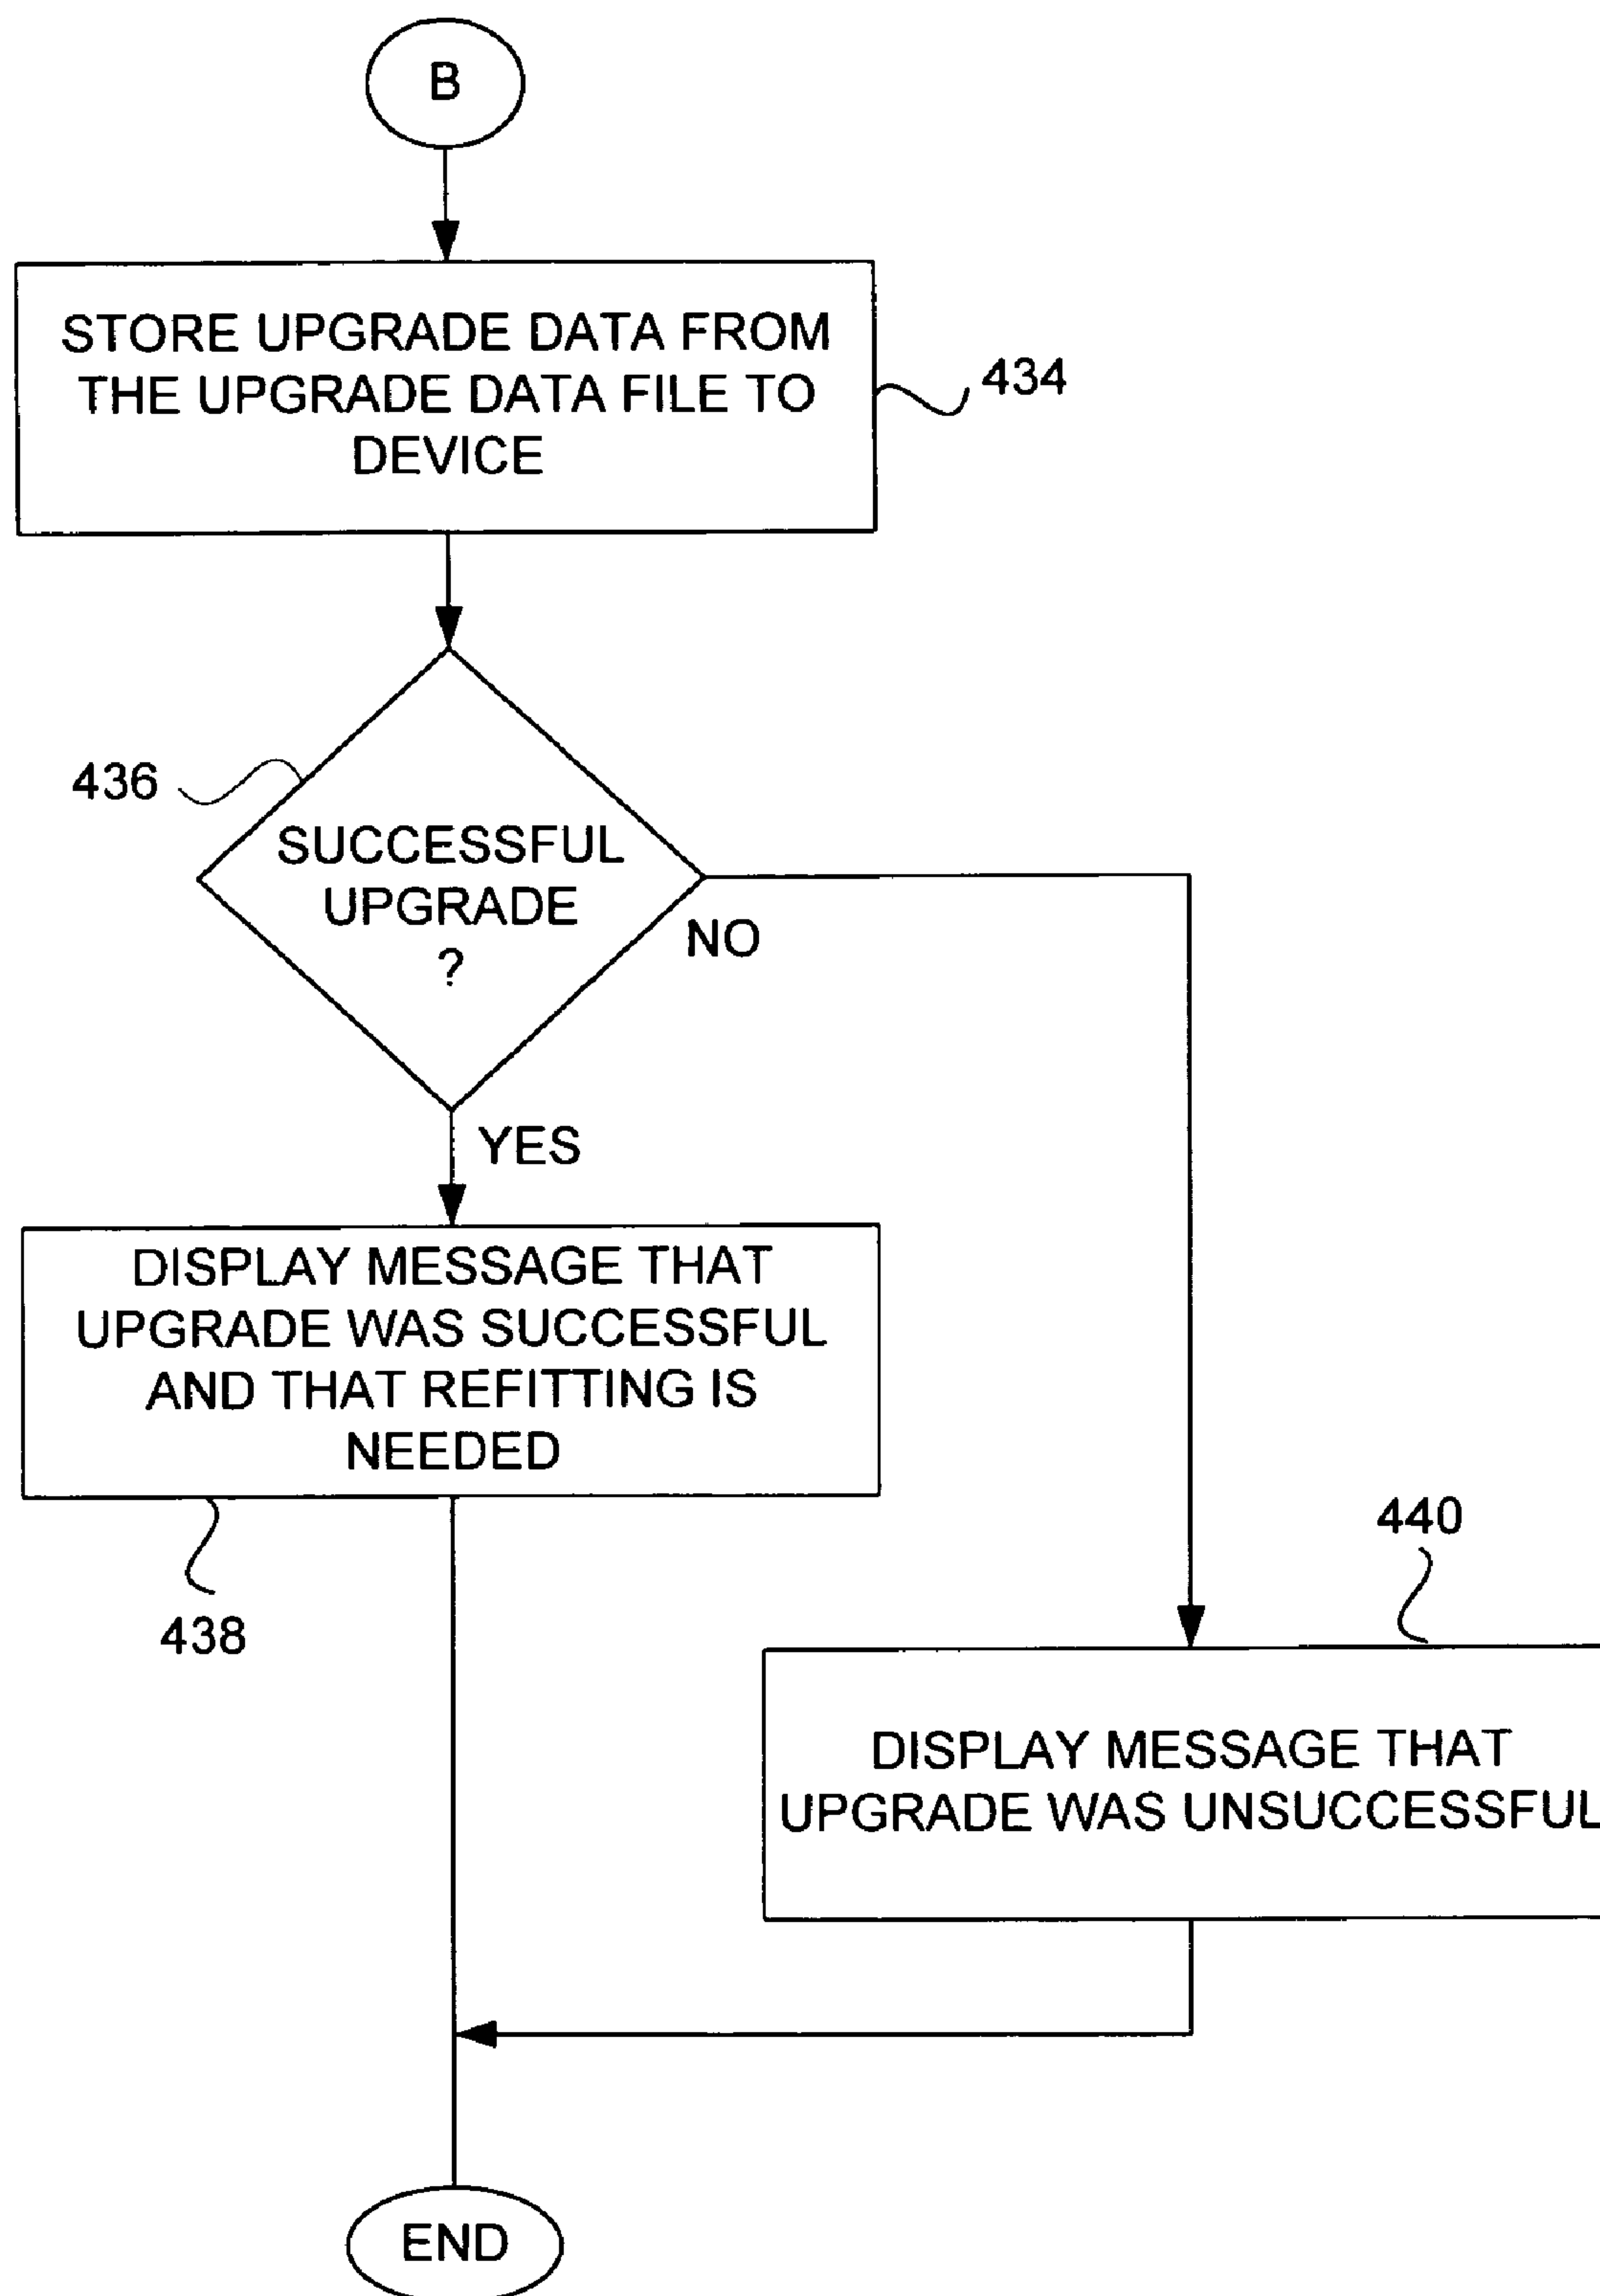 B
STORE UPGRADE DATA FROM
THE UPGRADE DATA FILE TO
DEVICE
434
436
SUCCESSFUL
UPGRADE
?
NO
YES
DISPLAY MESSAGE THAT
UPGRADE WAS SUCCESSFUL
AND THAT REFITTING IS
NEEDED
438
440
DISPLAY MESSAGE THAT
UPGRADE WAS UNSUCCESSFUL
END